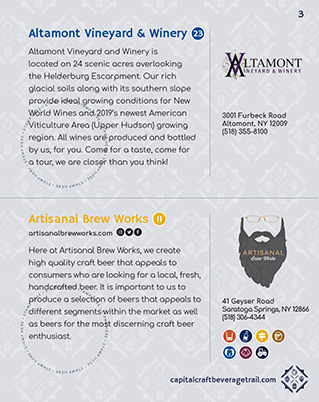 3
Altamont Vineyard & Winery 23
Altamont Vineyard and Winery is
located on 24 scenic acres overlooking
the Helderburg Escarpment. Our rich
glacial soils along with its southern slope
provide ideal growing conditions for New
World Wines and 2019's newest American
Viticulture Area (Upper Hudson) growing
region. All wines are produced and bottled
by us, for you. Come for a taste, come for
a tour, we are closer than you think!
ALTAMONT
VINEYARD & WINERY
3001 Furbeck Road
Altamont, NY 12009
(518) 355-8100
Artisanal Brew Works 11
artisanalbrewworks.com
Here at Artisanal Brew Works, we create
high quality craft beer that appeals to
consumers who are looking for a local, fresh,
handcrafted beer. It is important to us to
produce a selection of beers that appeals to
different segments within the market as well
as beers for the most discerning craft beer
enthusiast.
ARTISANAL
Brew Works
41 Geyser Road
Saratoga Springs, NY 12866
(518) 306-4344
capitalcraftbeveragetrail.com